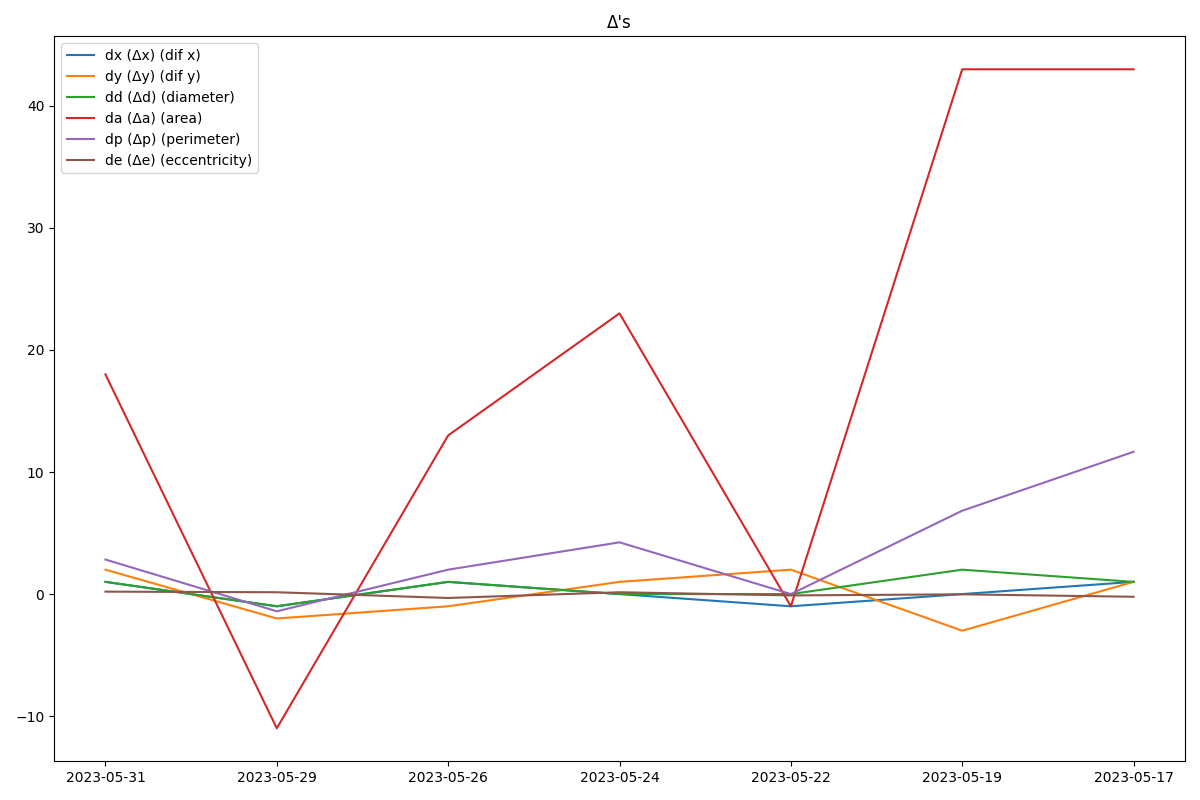 Δ's
dx (Δx) (dif x)
dy (Δy) (dif y)
dd (Δd) (diameter)
da (Δa) (area)
dp (Δp) (perimeter)
de (Δe) (eccentricity)
40
30
20
10
0
−10
2023-05-31 2023-05-29 2023-05-26 2023-05-24 2023-05-22 2023-05-19 2023-05-17